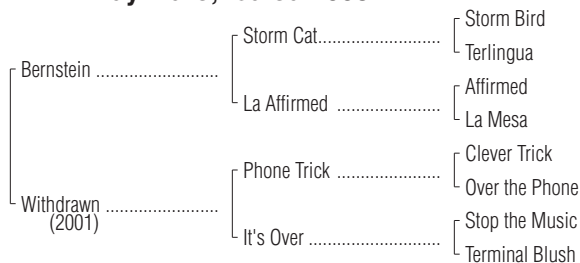 Storm Bird
Storm Cat..............................
Terlingua
Bernstein ..............................
Affirmed
La Affirmed ..........................
La Mesa
Clever Trick
Phone Trick ..........................
Over the Phone
Withdrawn ............................
(2001)
Stop the Music
It's Over .................................
Terminal Blush